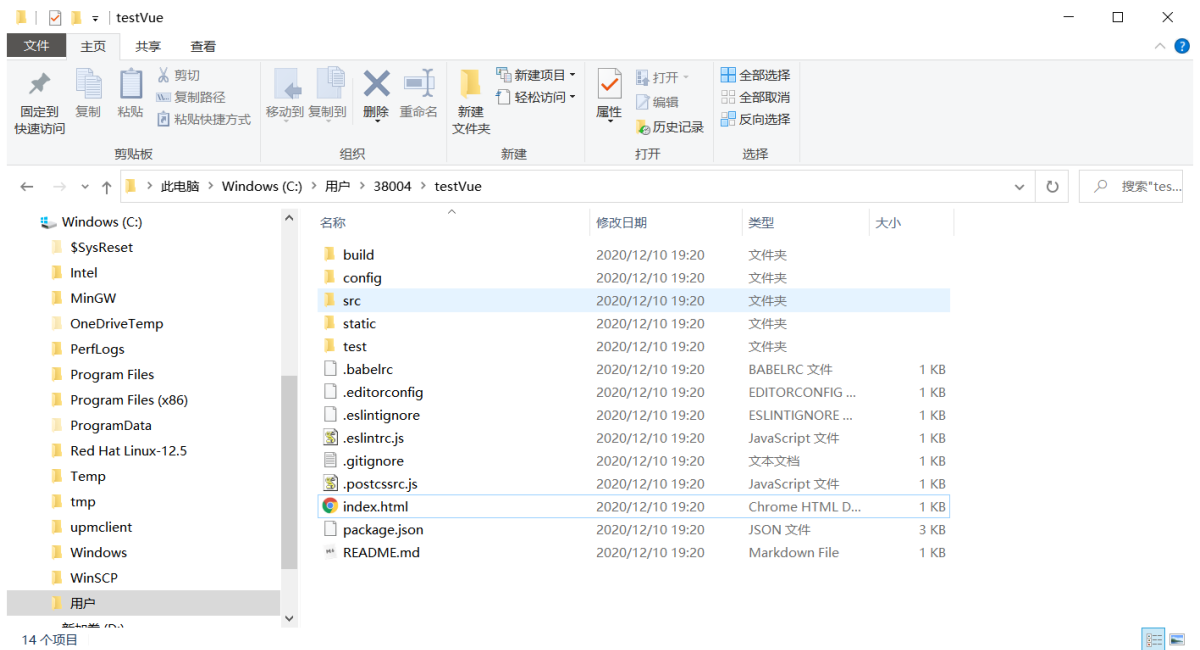 testVue
文件 主页 共享 查看
固定到快速访问 复制 粘贴 剪切 复制路径 粘贴快捷方式 移动到 复制到 删除 重命名 新建文件夹 新建项目 轻松访问 属性 打开 编辑 历史记录 全部选择 全部取消 反向选择
剪贴板 组织 新建 打开 选择
此电脑 Windows (C:) 用户 38004 testVue 搜索"tes...
Windows (C:)
$SysReset
Intel
MinGW
OneDriveTemp
PerfLogs
Program Files
Program Files (x86)
ProgramData
Red Hat Linux-12.5
Temp
tmp
upmclient
Windows
WinSCP
用户
新加卷 (D:)
名称 修改日期 类型 大小
build 2020/12/10 19:20 文件夹
config 2020/12/10 19:20 文件夹
src 2020/12/10 19:20 文件夹
static 2020/12/10 19:20 文件夹
test 2020/12/10 19:20 文件夹
.babelrc 2020/12/10 19:20 BABELRC 文件 1 KB
.editorconfig 2020/12/10 19:20 EDITORCONFIG ... 1 KB
.eslintignore 2020/12/10 19:20 ESLINTIGNORE ... 1 KB
.eslintrc.js 2020/12/10 19:20 JavaScript 文件 1 KB
.gitignore 2020/12/10 19:20 文本文档 1 KB
.postcssrc.js 2020/12/10 19:20 JavaScript 文件 1 KB
index.html 2020/12/10 19:20 Chrome HTML D... 1 KB
package.json 2020/12/10 19:20 JSON 文件 3 KB
README.md 2020/12/10 19:20 Markdown File 1 KB
14 个项目